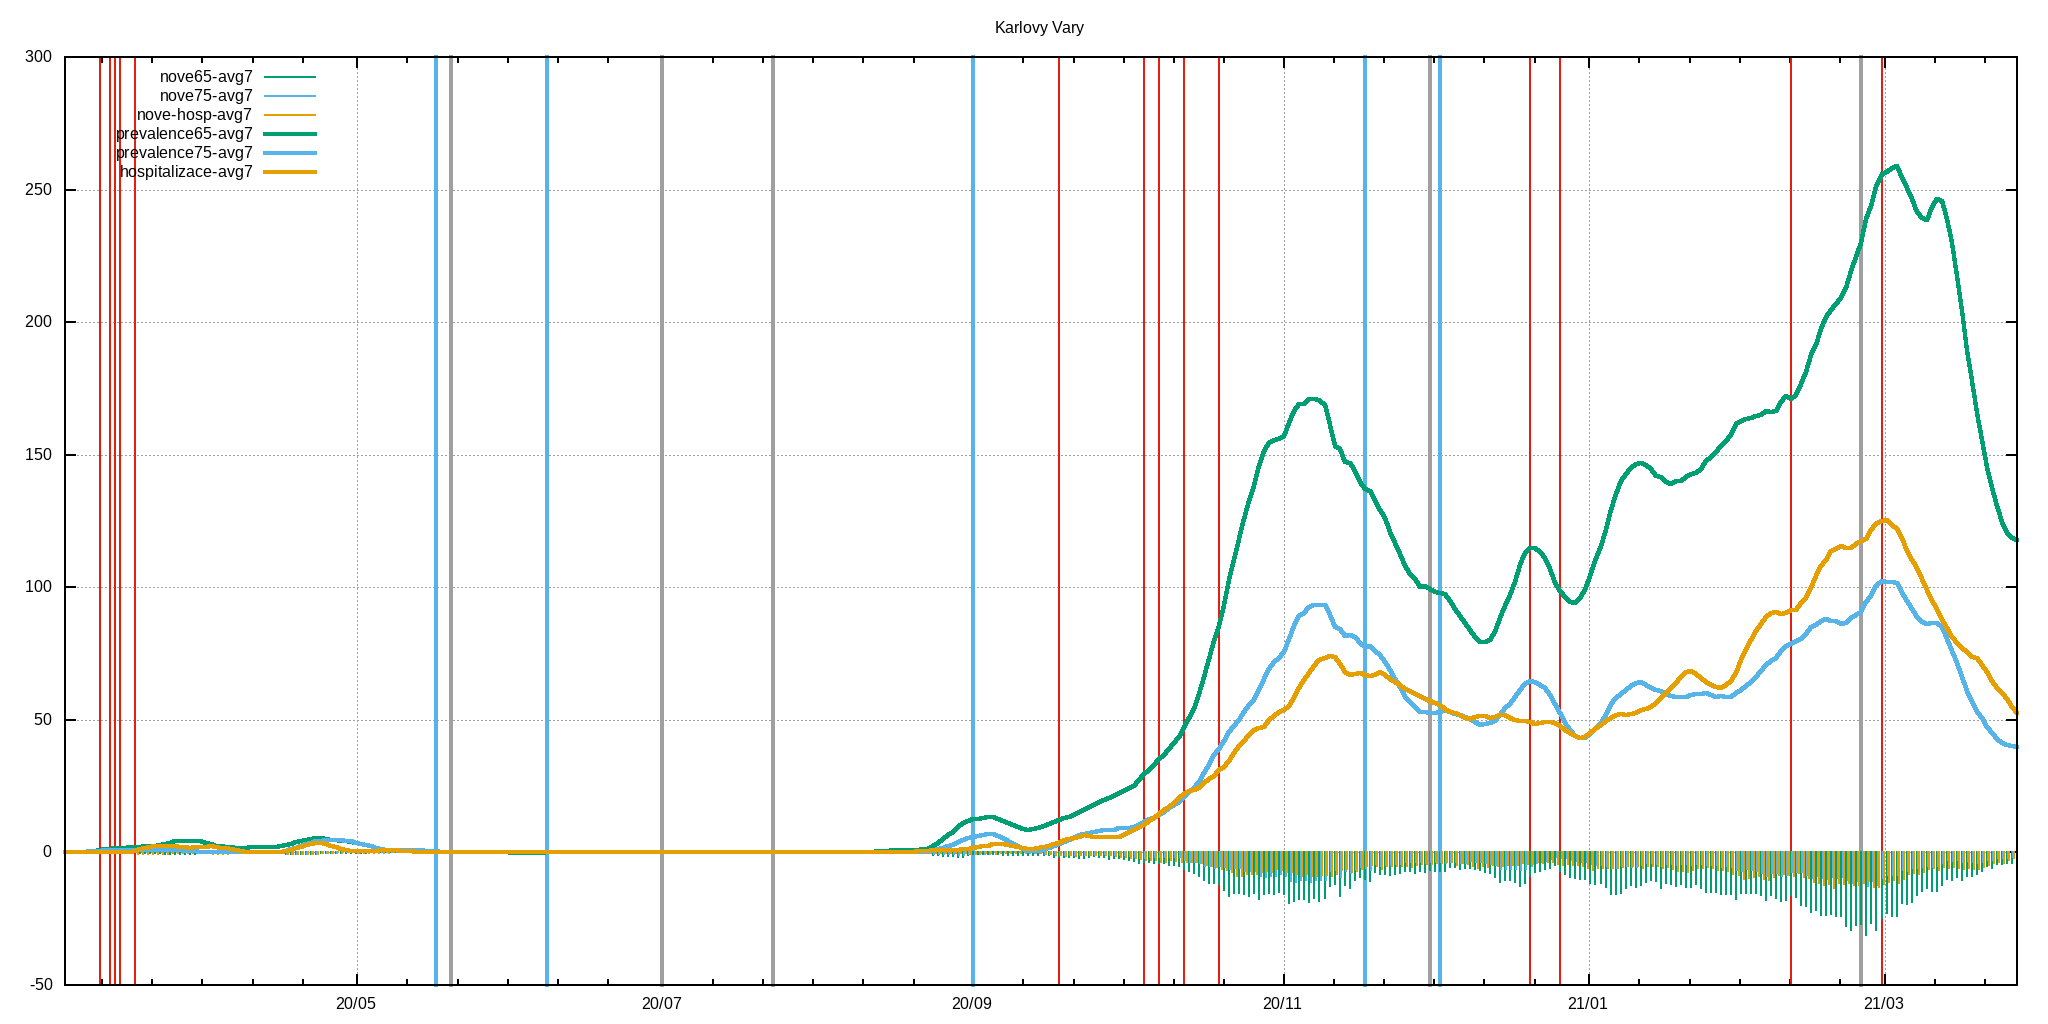 Karlovy Vary
300
nove65-avg7
nove75-avg7
nove-hosp-avg7
prevalence65-avg7
prevalence75-avg7
hospitalizace-avg7
250
200
150
100
50
0
-50
20/05 20/07 20/09 20/11 21/01 21/03